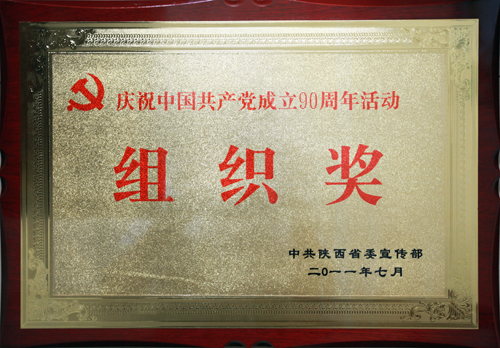 庆祝中国共产党成立90周年活动
组织奖
中共陕西省委宣传部
二〇一一年七月